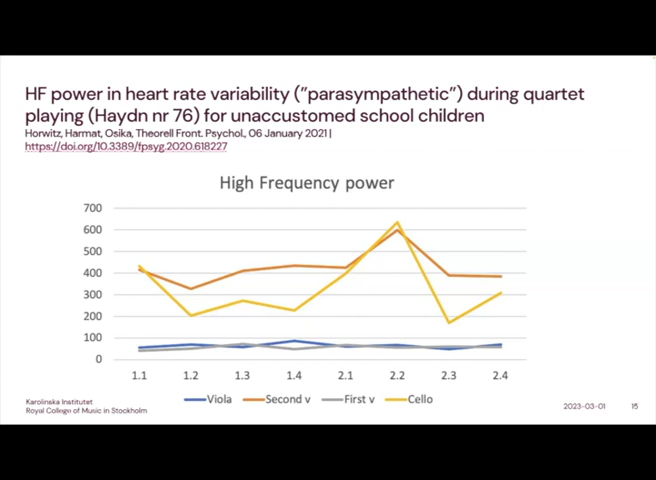 HF power in heart rate variability ("parasympathetic") during quartet
playing (Haydn nr 76) for unaccustomed school children
Horwitz, Harmat, Osika, Theorell Front. Psychol., 06 January 2021 |
https://doi.org/10.3389/fpsyg.2020.618227
High Frequency power
700
600
500
400
300
200
100
0
1.1 1.2 1.3 1.4 2.1 2.2 2.3 2.4
Viola Second v First v Cello
Karolinska Institutet
Royal College of Music in Stockholm
2023-03-01 15